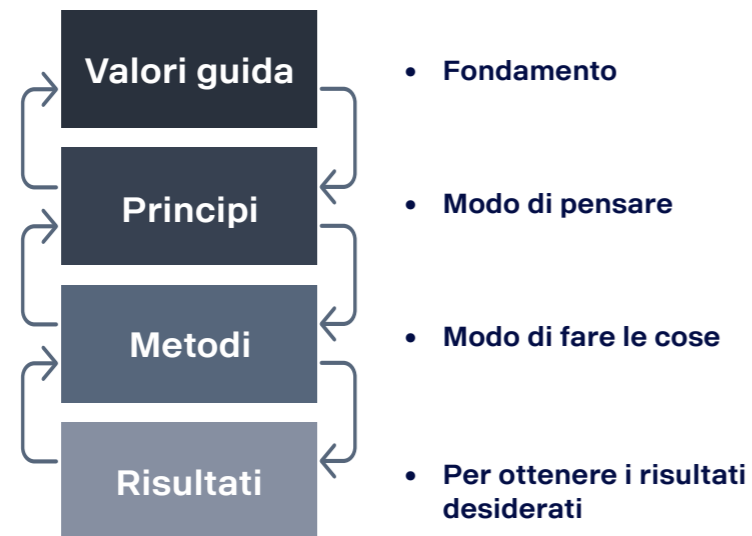 Valori guida
• Fondamento
Principi
• Modo di pensare
Metodi
• Modo di fare le cose
Risultati
• Per ottenere i risultati
desiderati